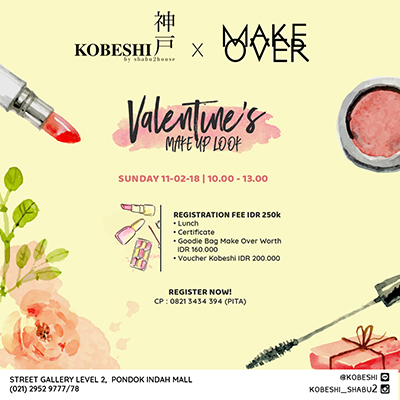 神戸
KOBESHI
by shabu2house
X
MAKE
OVER
Valentine's
MAKE UP LOOK
SUNDAY 11-02-18 | 10.00 - 13.00
REGISTRATION FEE IDR 250k
• Lunch
• Certificate
• Goodie Bag Make Over Worth
IDR 160.000
• Voucher Kobeshi IDR 200.000
REGISTER NOW!
CP : 0821 3434 394 (PITA)
STREET GALLERY LEVEL 2, PONDOK INDAH MALL
(021) 2952 9777/78
@KOBESHI
KOBESHI_SHABU2